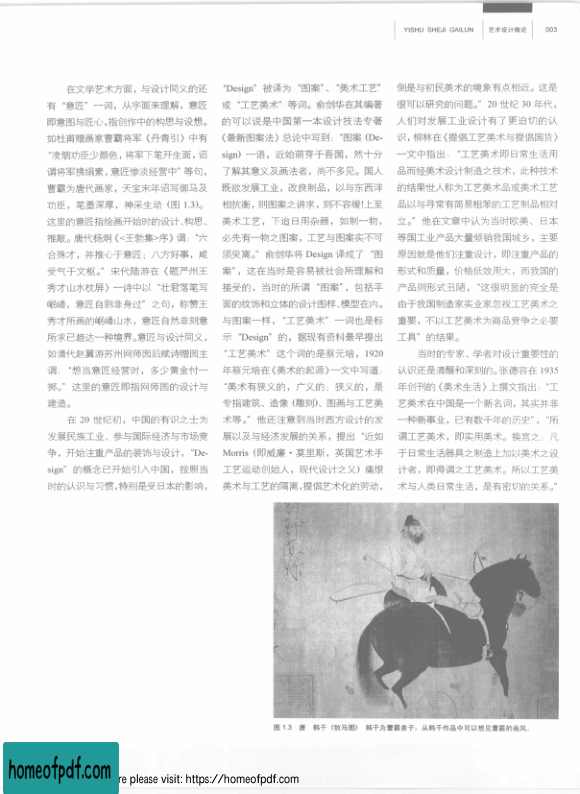 YISHU SHEJI GAILUN 艺术设计概论 003
在文学艺术方面，与设计同义的还
有“意匠”一词，从字面来理解，意匠
即意图与匠心，指创作中的构思与设想。
如杜甫赠画家曹霸将军《丹青引》中有
“凌烟功臣少颜色，将军下笔开生面，诏
谓将军拂绢素，意匠惨淡经营中”等句，
曹霸为唐代画家，天宝末年诏写御马及
功臣，笔墨深厚，神采生动（图 1.3）。
这里的意匠指绘画开始时的设计、构思、
推敲。唐代杨炯《<王勃集>序》谓：“六
合殊才，并推心于意匠；八方好事，咸
受气于文枢。”宋代陆游在《题严州王
秀才山水枕屏》一诗中以“壮君落笔写
岷嶓，意匠自到非身过”之句，称赞王
秀才所画的岷嶓山水，意匠自然非刻意
所求已趋达一种境界。意匠与设计同义，
如清代赵翼游苏州网师园后赋诗赠园主
谓：“想当意匠经营时，多少黄金付一
掷。”这里的意匠即指网师园的设计与
建造。
在 20 世纪初，中国的有识之士为
发展民族工业、参与国际经济与市场竞
争，开始注重产品的装饰与设计，“De-
sign”的概念已开始引入中国，按照当
时的认识与习惯，特别是受日本的影响，
“Design”被译为“图案”、“美术工艺”
或“工艺美术”等词。俞剑华在其编著
的可以说是中国第一本设计技法专著
《最新图案法》总论中写到：“图案 (De-
sign) 一语，近始萌芽于吾国，然十分
了解其意义及画法者，尚不多见。国人
既欲发展工业，改良制品，以与东西洋
相抗衡，则图案之讲求，刻不容缓!上至
美术工艺，下迨日用杂器，如制一物，
必先有一物之图案，工艺与图案实不可
须臾离。”俞剑华将 Design 译成了“图
案”，这在当时是容易被社会所理解和
接受的，当时的所谓“图案”，包括平
面的纹饰和立体的设计图样、模型在内。
与图案一样，“工艺美术”一词也是标
示“Design”的，据现有资料最早提出
“工艺美术”这个词的是蔡元培，1920
年蔡元培在《美术的起源》一文中写道：
“美术有狭义的，广义的；狭义的，是
专指建筑、造像（雕刻）、图画与工艺美
术等。”他还注意到当时西方设计的发
展以及与经济发展的关系，提出“近如
Morris（即威廉·莫里斯，英国艺术手
工艺运动创始人，现代设计之父）痛恨
美术与工艺的隔离，提倡艺术化的劳动，
倒是与初民美术的境象有点相近。这是
很可以研究的问题。”20 世纪 30 年代，
人们对发展工业设计有了更迫切的认
识，柳林在《提倡工艺美术与提倡国货》
一文中指出：“工艺美术即日常生活用
品而经美术设计制造之技术，此种技术
的结果世人称为工艺美术品或美术工艺
品以与寻常有简易粗笨的工艺制品相对
立。”他在文章中认为当时欧美、日本
等国工业产品大量倾销我国城乡，主要
原因就是他们注重设计，即注重产品的
形式和质量，价格低效用大，而我国的
产品则形式丑陋，“这很明显的完全是
由于我国制造家实业家忽视工艺美术之
重要，不以工艺美术为商品竞争之必要
工具”的结果。
当时的专家、学者对设计重要性的
认识还是清醒和深刻的。张德容在 1935
年创刊的《美术生活》上撰文指出：“工
艺美术在中国是一个新名词，其实并非
一种新事业，已有数千年的历史”，“所
谓工艺美术，即实用美术。换言之：凡
于日常生活器具之制造上加以美术之设
计者，即得谓之工艺美术。所以工艺美
术与人类日常生活，是有密切的关系。”
图 1.3 唐 韩干《牧马图》 韩干为曹霸弟子，从韩干作品中可以想见曹霸的画风。
homeofpdf.com
re please visit: https://homeofpdf.com